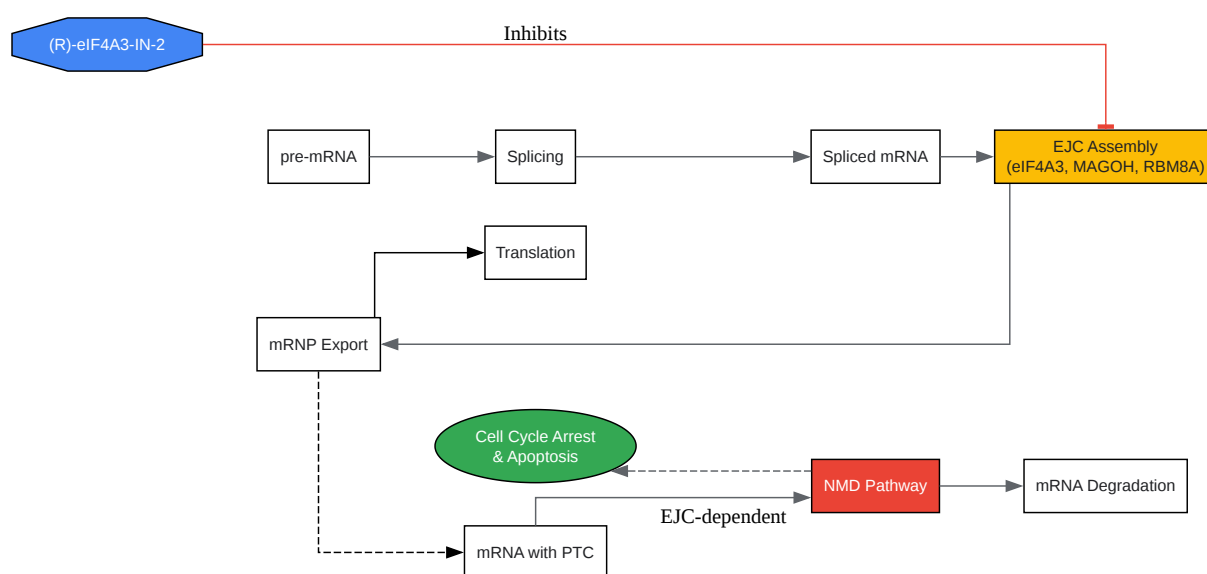 (R)-eIF4A3-IN-2
Inhibits
pre-mRNA
Splicing
Spliced mRNA
EJC Assembly
(eIF4A3, MAGOH, RBM8A)
Translation
mRNP Export
Cell Cycle Arrest
& Apoptosis
NMD Pathway
mRNA Degradation
EJC-dependent
mRNA with PTC